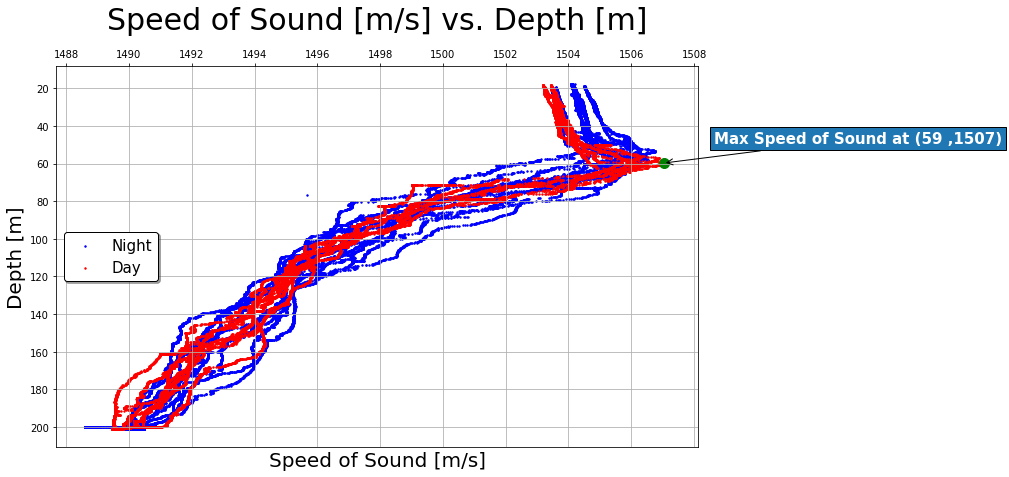 Speed of Sound [m/s] vs. Depth [m]
1488 1490 1492 1494 1496 1498 1500 1502 1504 1506 1508
20
40
Max Speed of Sound at (59 ,1507)
60
80
100
Night
Day
120
140
160
180
200
Depth [m]
Speed of Sound [m/s]